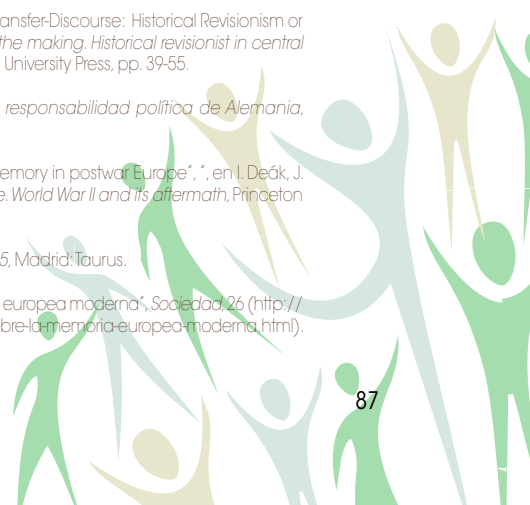 ansfer-Discourse: Historical Revisionism or
the making. Historical revisionist in central
University Press, pp. 39-55.
responsabilidad política de Alemania,
emory in postwar Europe”, “, en I. Deák, J.
e. World War II and its aftermath, Princeton
5, Madrid: Taurus.
europea moderna”, Sociedad, 26 (http://
bre-la-memoria-europea-moderna.html).
87